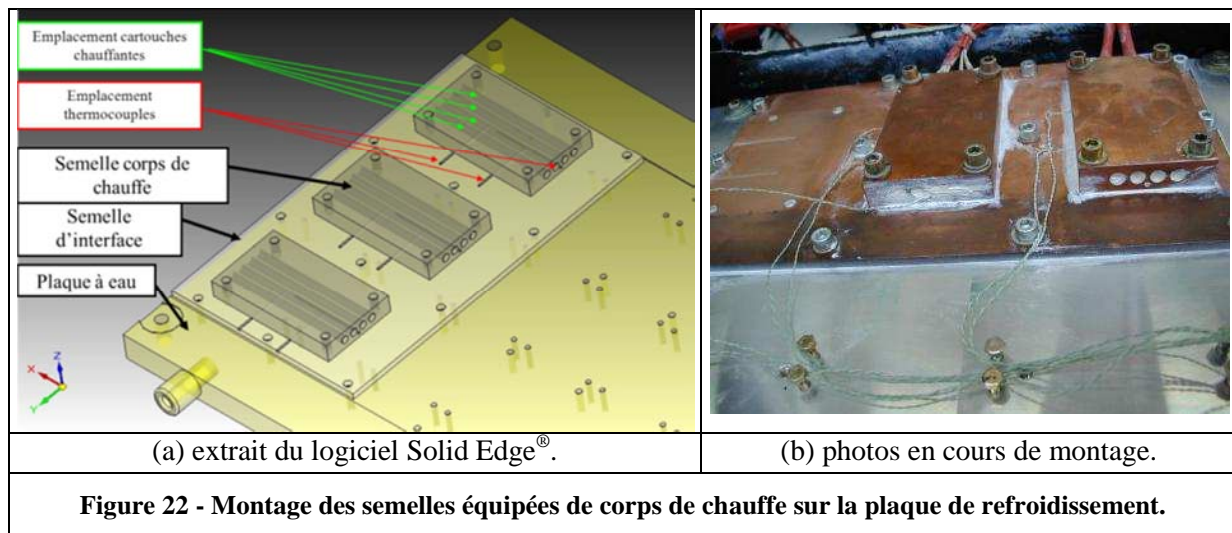 Emplacement cartouches
chauffantes
Emplacement
thermocouples
Semelle corps de
chauffe
Semelle
d'interface
Plaque à eau
X
Z
Y
(a) extrait du logiciel Solid Edge®.
(b) photos en cours de montage.
Figure 22 - Montage des semelles équipées de corps de chauffe sur la plaque de refroidissement.